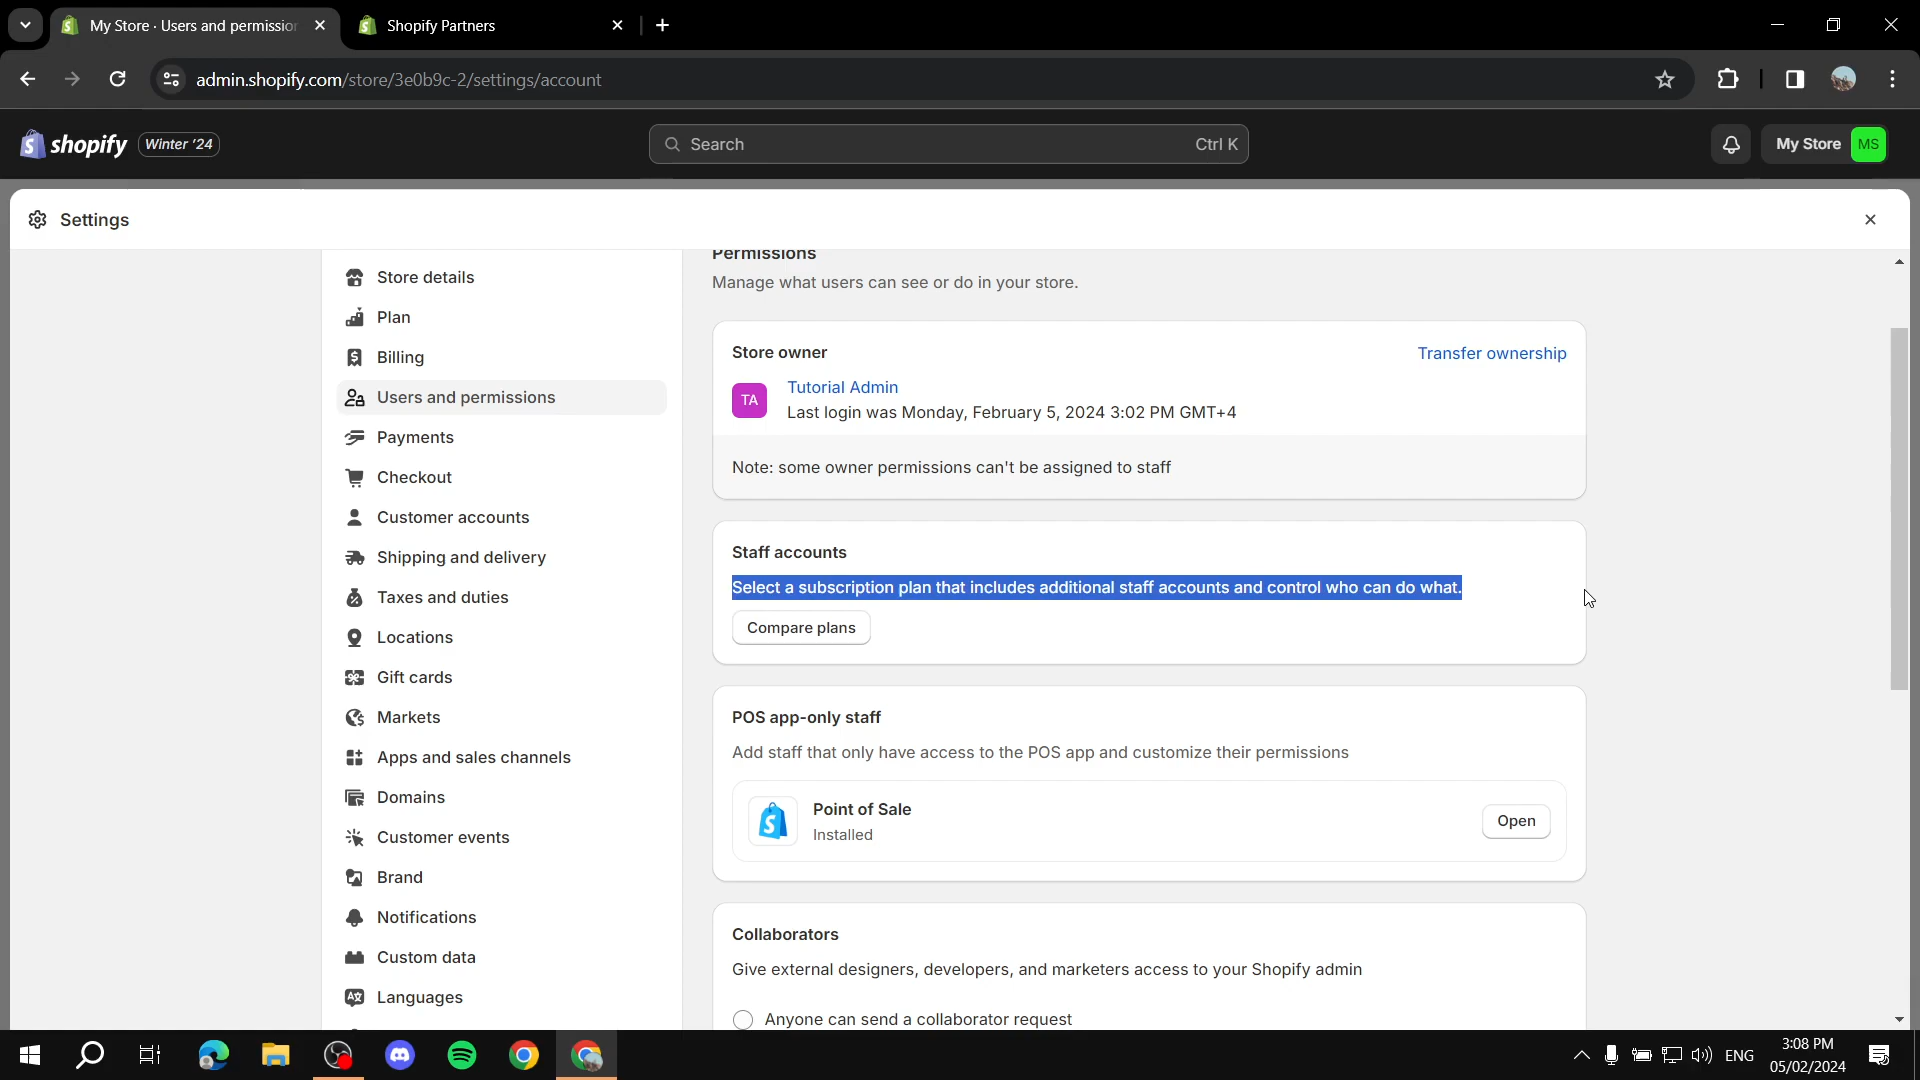 My Store · Users and permission
Shopify Partners
admin.shopify.com/store/3e0b9c-2/settings/account
shopify
Winter '24
Search
Ctrl K
My Store
MS
Settings
Store details
Plan
Billing
Users and permissions
Payments
Checkout
Customer accounts
Shipping and delivery
Taxes and duties
Locations
Gift cards
Markets
Apps and sales channels
Domains
Customer events
Brand
Notifications
Custom data
Languages
Permissions
Manage what users can see or do in your store.
Store owner
Transfer ownership
TA
Tutorial Admin
Last login was Monday, February 5, 2024 3:02 PM GMT+4
Note: some owner permissions can't be assigned to staff
Staff accounts
Select a subscription plan that includes additional staff accounts and control who can do what.
Compare plans
POS app-only staff
Add staff that only have access to the POS app and customize their permissions
Point of Sale
Installed
Open
Collaborators
Give external designers, developers, and marketers access to your Shopify admin
Anyone can send a collaborator request
ENG
3:08 PM
05/02/2024